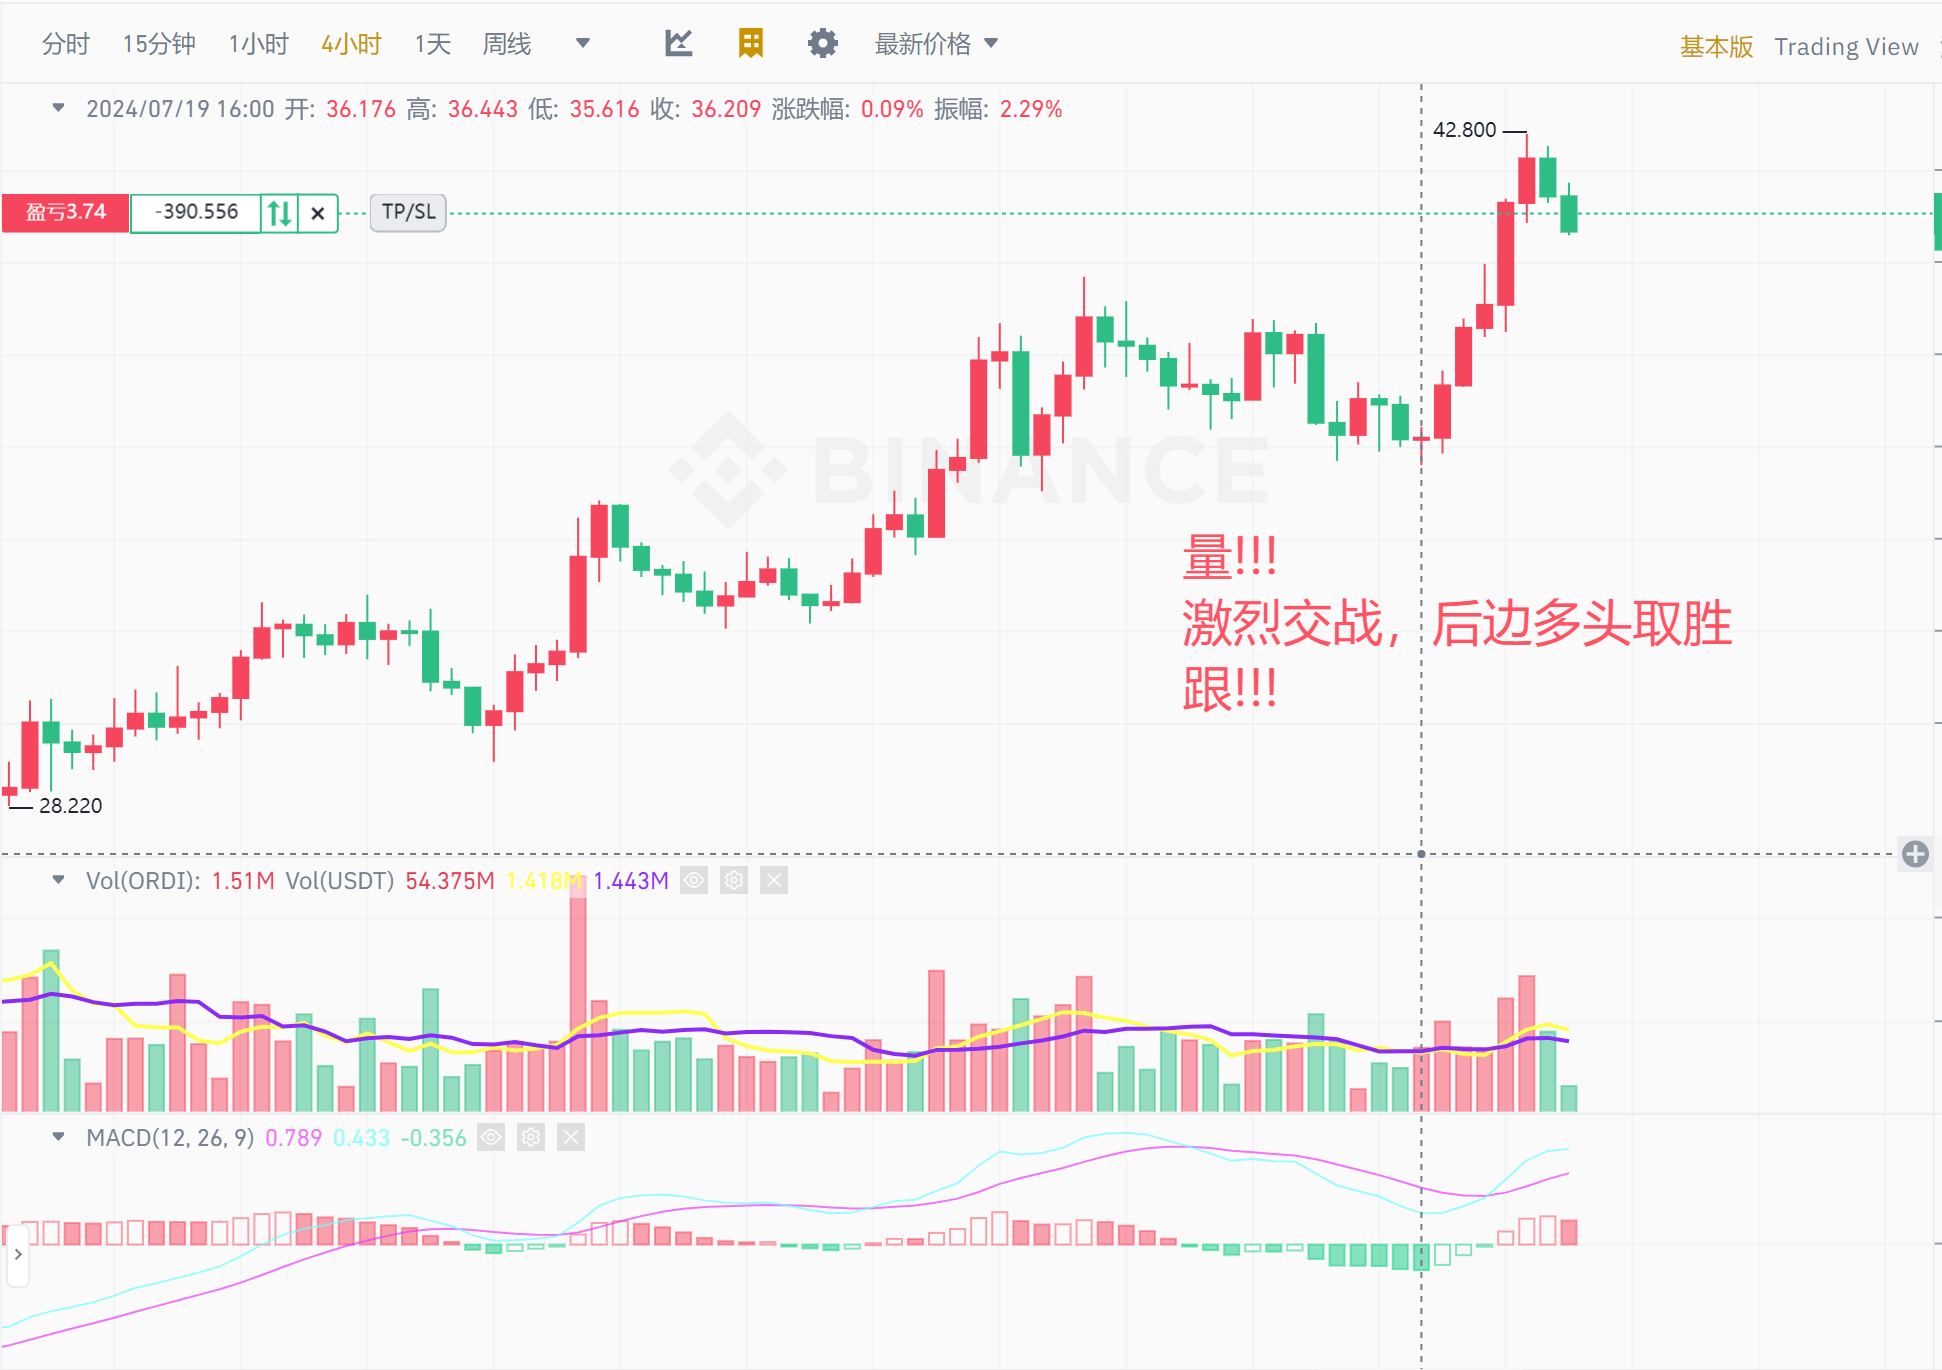 分时 15分钟 1小时 4小时 1天 周线 最新价格 基本版 Trading View
2024/07/19 16:00 开: 36.176 高: 36.443 低: 35.616 收: 36.209 涨跌幅: 0.09% 振幅: 2.29%
42.800
盈亏3.74 -390.556 TP/SL
BINANCE
量!!!
激烈交战，后边多头取胜
跟!!!
28.220
Vol(ORDI): 1.51M Vol(USDT) 54.375M 1.418M 1.443M
MACD(12, 26, 9) 0.789 0.433 -0.356